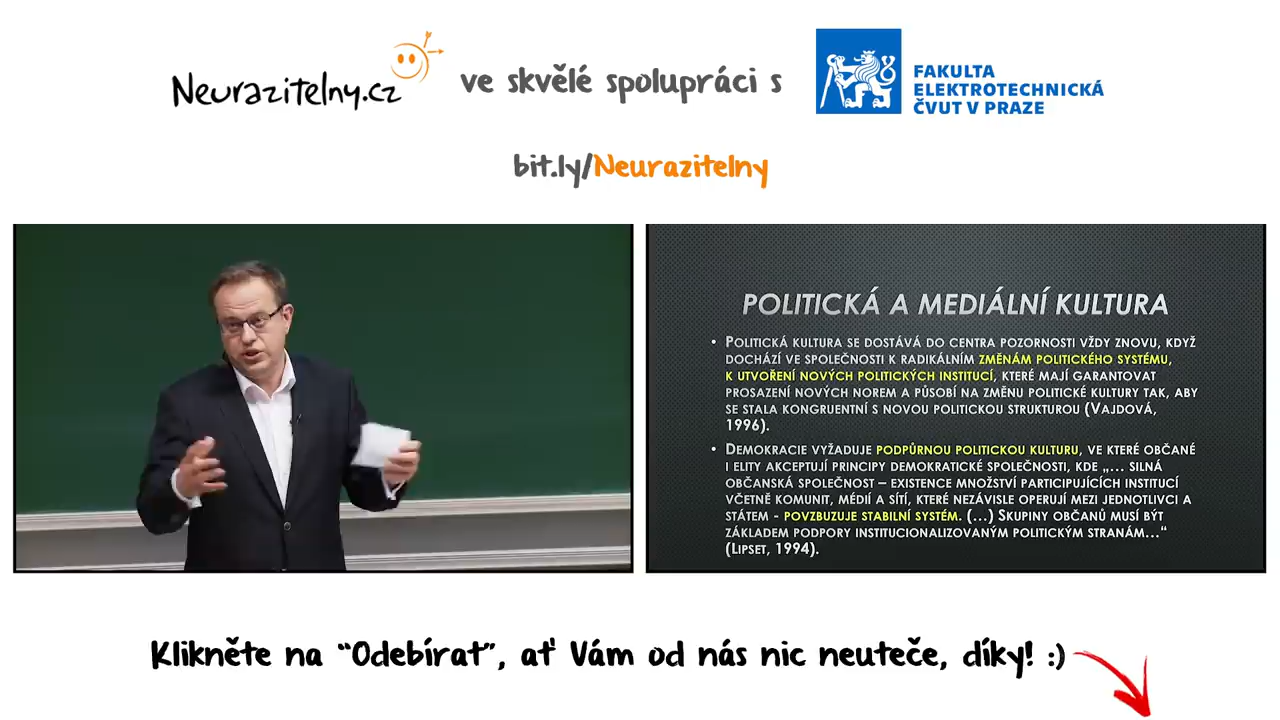 Neurazitelny.cz ve skvělé spolupráci s
FAKULTA
ELEKTROTECHNICKÁ
ČVUT V PRAZE
bit.ly/Neurazitelny
POLITICKÁ A MEDIÁLNÍ KULTURA
• POLITICKÁ KULTURA SE DOSTÁVÁ DO CENTRA POZORNOSTI VŽDY ZNOVU, KDYŽ
DOCHÁZÍ VE SPOLEČNOSTI K RADIKÁLNÍM ZMĚNÁM POLITICKÉHO SYSTÉMU,
K UTVOŘENÍ NOVÝCH POLITICKÝCH INSTITUCÍ, KTERÉ MAJÍ GARANTOVAT
PROSAZENÍ NOVÝCH NOREM A PŮSOBÍ NA ZMĚNU POLITICKÉ KULTURY TAK, ABY
SE STALA KONGRUENTNÍ S NOVOU POLITICKOU STRUKTUROU (VAJDOVÁ,
1996).
• DEMOKRACIE VYŽADUJE PODPŮRNOU POLITICKOU KULTURU, VE KTERÉ OBČANÉ
I ELITY AKCEPTUJÍ PRINCIPY DEMOKRATICKÉ SPOLEČNOSTI, KDE „... SILNÁ
OBČANSKÁ SPOLEČNOST – EXISTENCE MNOŽSTVÍ PARTICIPUJÍCÍCH INSTITUCÍ
VČETNĚ KOMUNIT, MÉDIÍ A SÍTÍ, KTERÉ NEZÁVISLE OPERUJÍ MEZI JEDNOTLIVCI A
STÁTEM - POVZBUZUJE STABILNÍ SYSTÉM. (...) SKUPINY OBČANŮ MUSÍ BÝT
ZÁKLADEM PODPORY INSTITUCIONALIZOVANÝM POLITICKÝM STRANÁM...“
(LIPSET, 1994).
Klikněte na “Odebírat”, ať Vám od nás nic neuteče, díky! :)